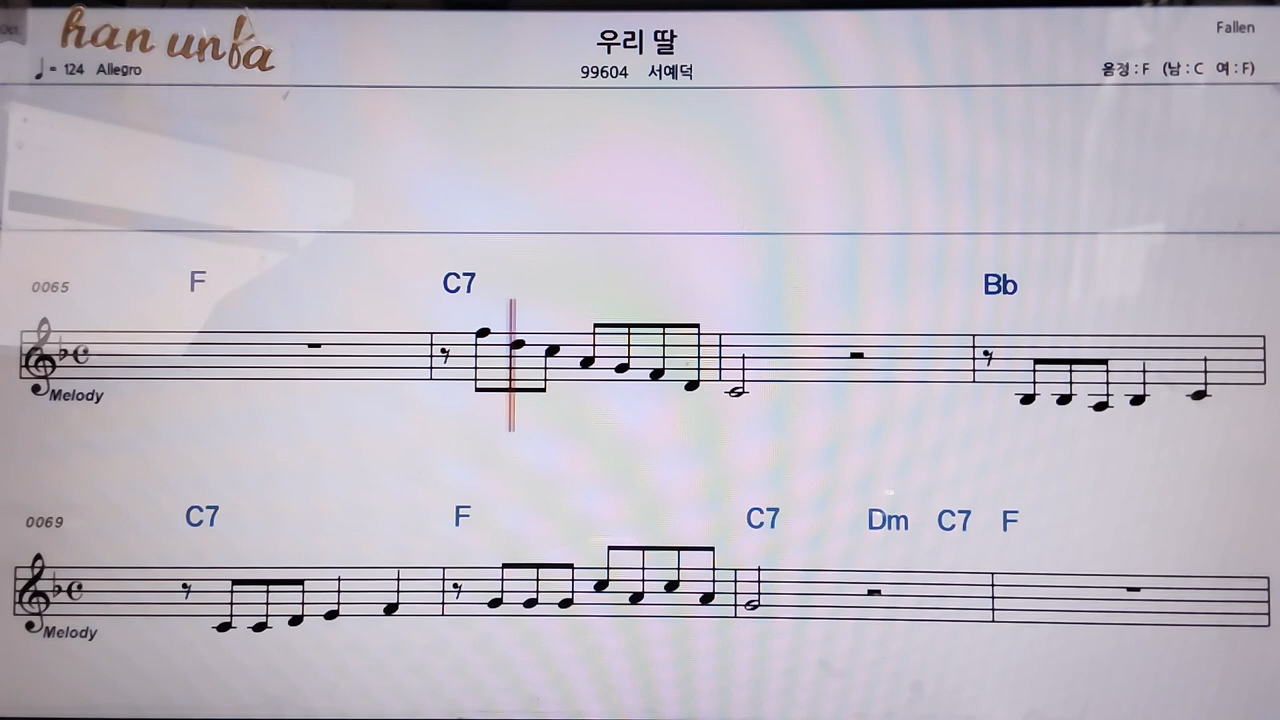 han unba
우리 딸
Fallen
♩= 124 Allegro
99604 서예덕
음정 : F (남 : C 여 : F)
0065 F C7 Bb
Melody
0069 C7 F C7 Dm C7 F
Melody